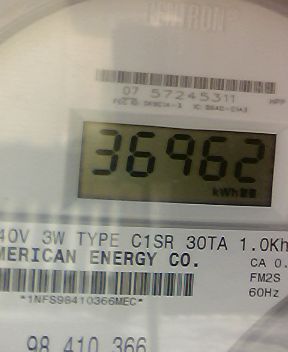 ITRON
07 57245311
36962
kWh
40V 3W TYPE C1SR 30TA 1.0Kh
MERICAN ENERGY CO.
CA 0.
FM2S
60Hz
*1NFS98410366MEC*
98 410 366